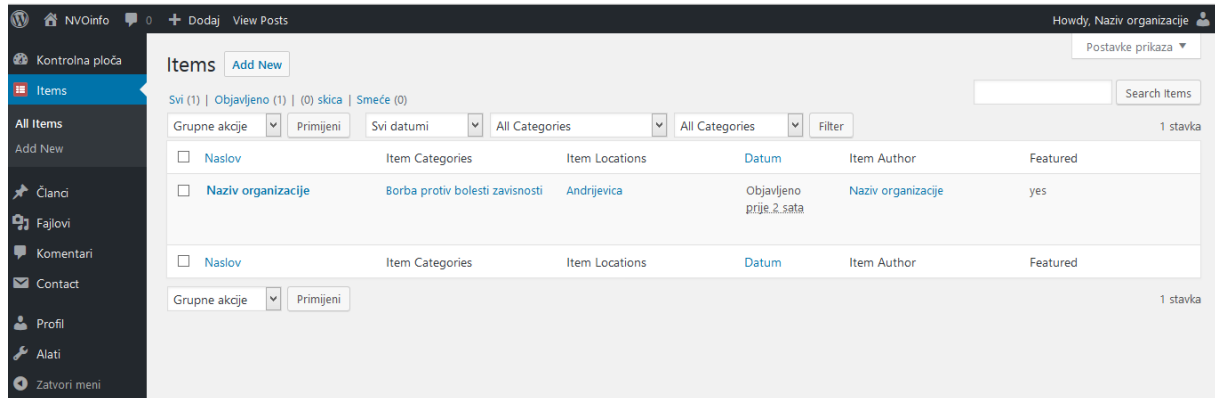 NVOinfo 0 + Dodaj View Posts Howdy, Naziv organizacije
Postavke prikaza ▼
Kontrolna ploča
Items
All Items
Add New
Članci
Fajlovi
Komentari
Contact
Profil
Alati
Zatvori meni
Items Add New
Svi (1) | Objavljeno (1) | (0) skica | Smeće (0)
Search Items
Grupne akcije Primijeni Svi datumi All Categories All Categories Filter 1 stavka
Naslov Item Categories Item Locations Datum Item Author Featured
Naziv organizacije Borba protiv bolesti zavisnosti Andrijevica Objavljeno Naziv organizacije yes
prije 2 sata
Naslov Item Categories Item Locations Datum Item Author Featured
Grupne akcije Primijeni 1 stavka